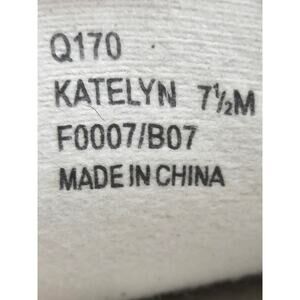 Q170
KATELYN 7½M
F0007/B07
MADE IN CHINA